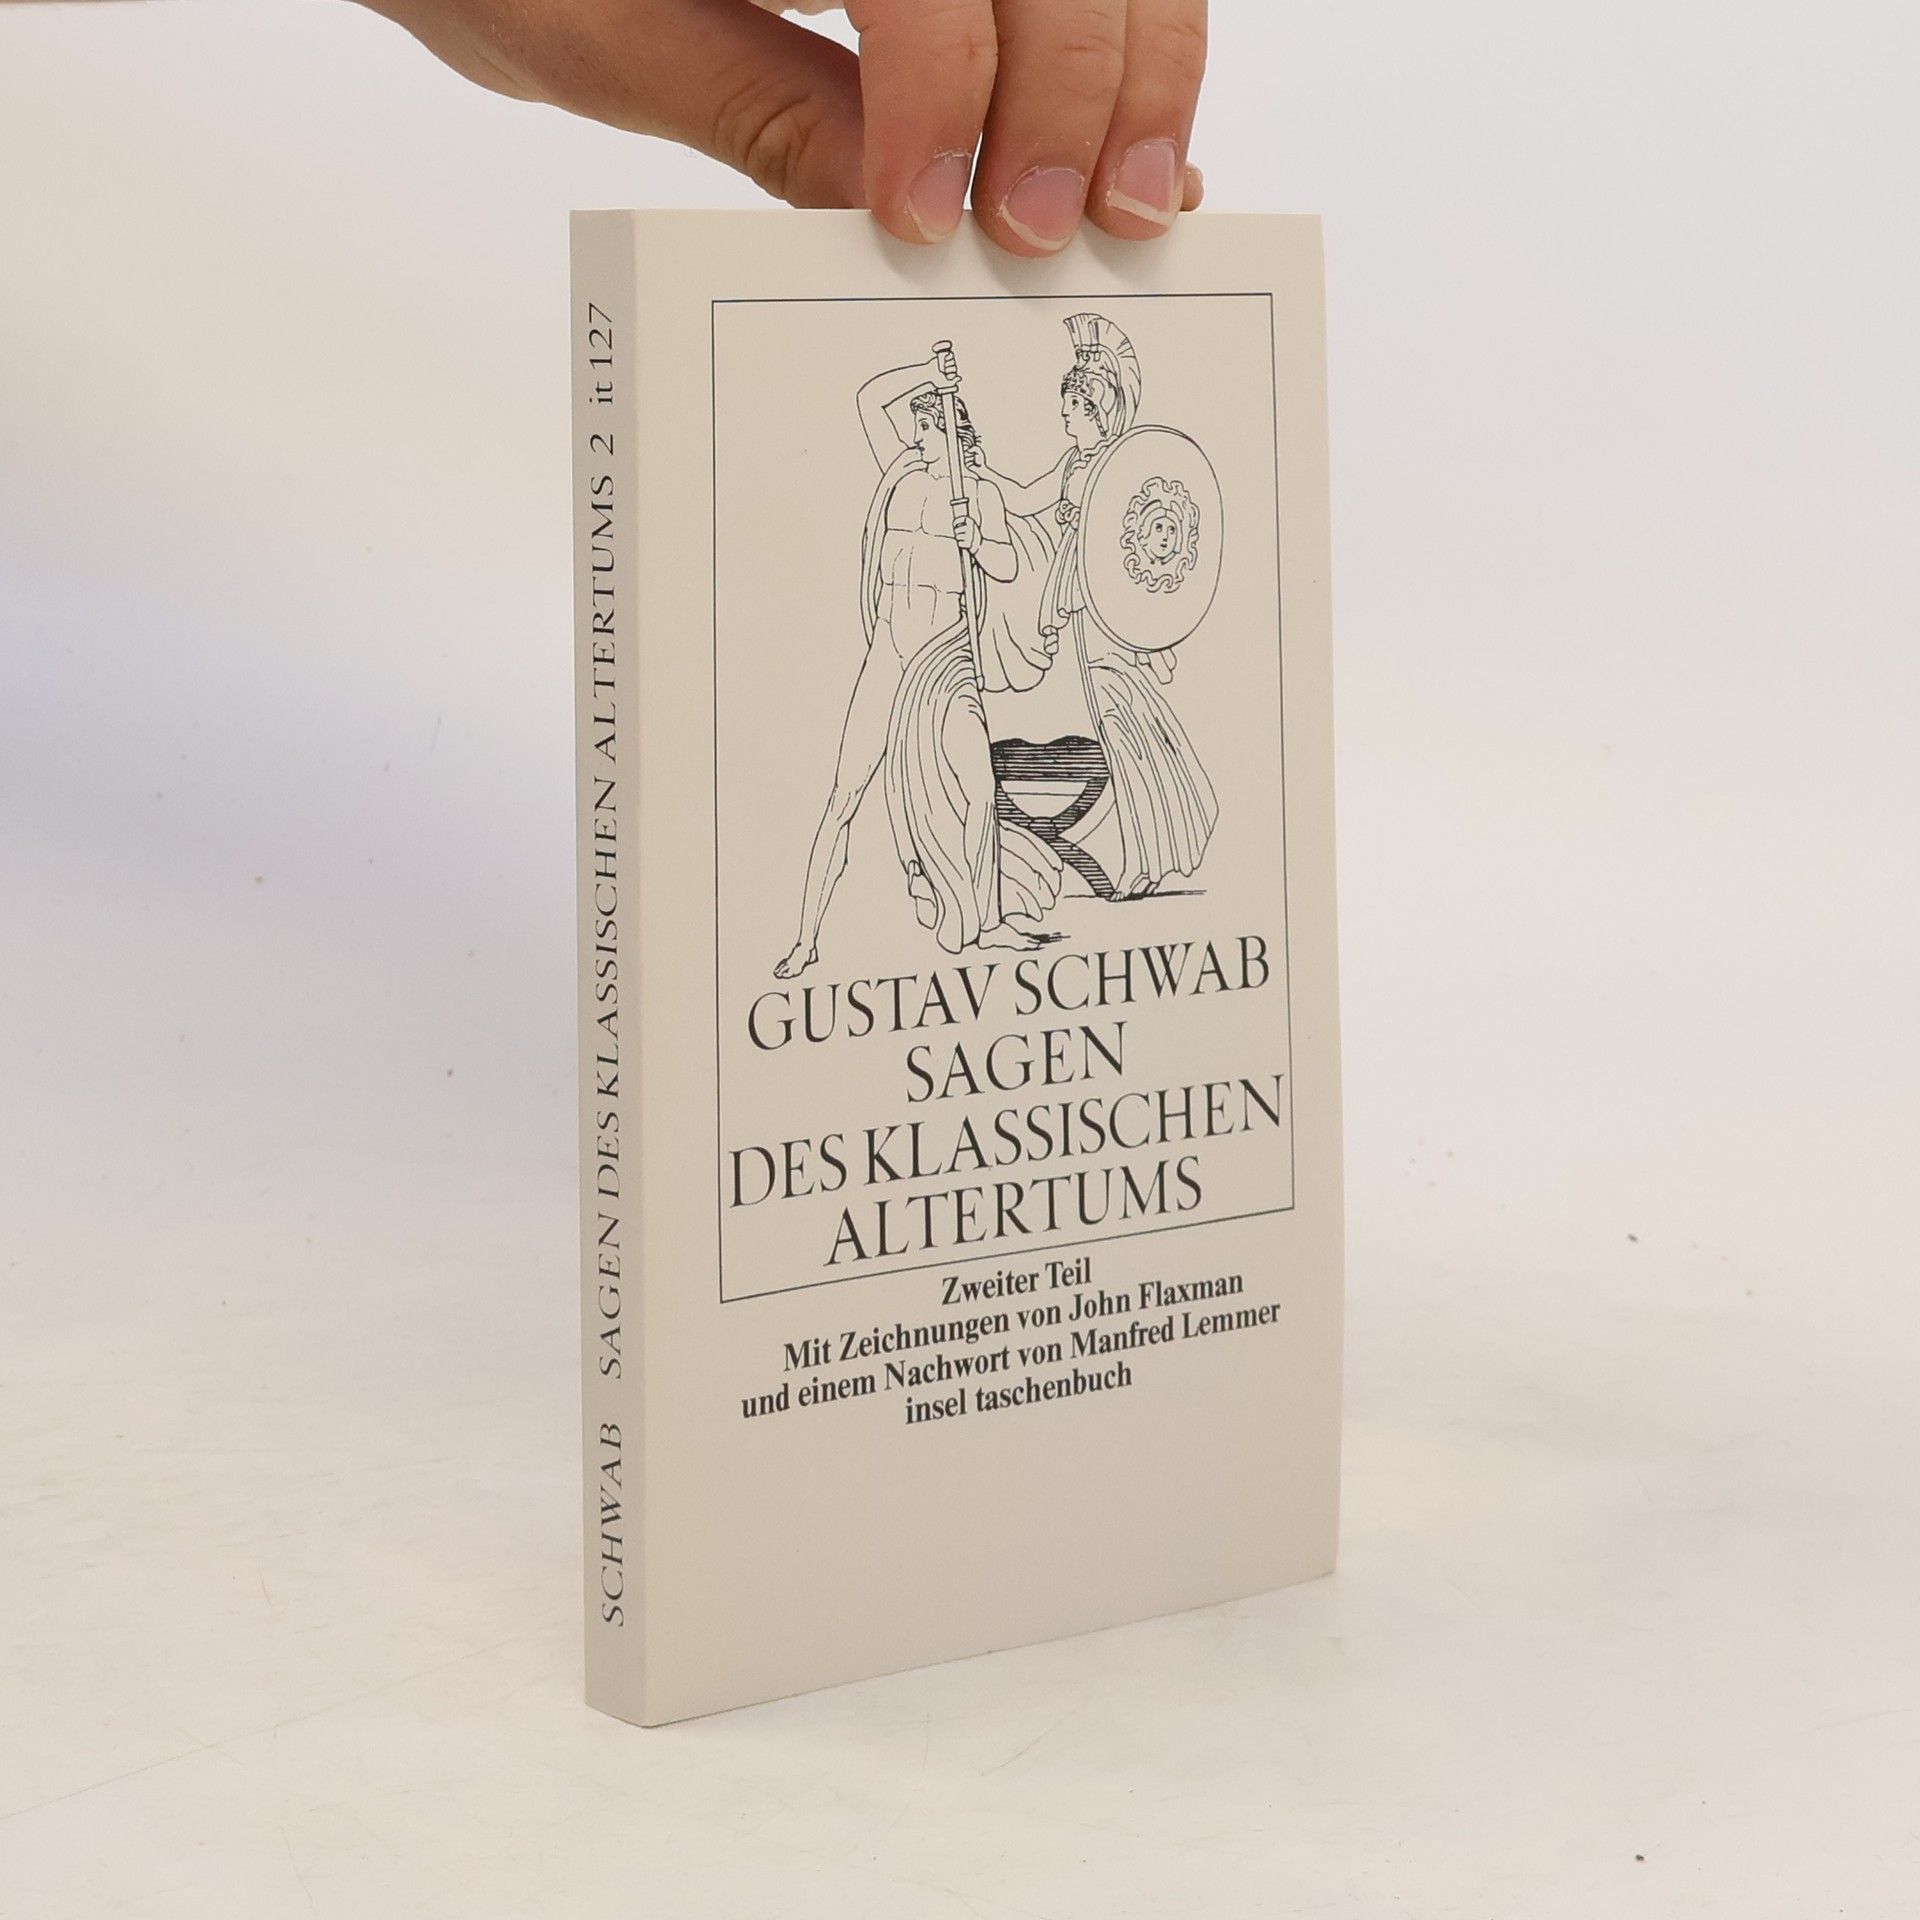 SCHWAB SAGEN DES KLASSISCHEN ALTERTUMS 2 it 127
GUSTAV SCHWAB
SAGEN
DES KLASSISCHEN
ALTERTUMS
Zweiter Teil
Mit Zeichnungen von John Flaxman
und einem Nachwort von Manfred Lemmer
insel taschenbuch